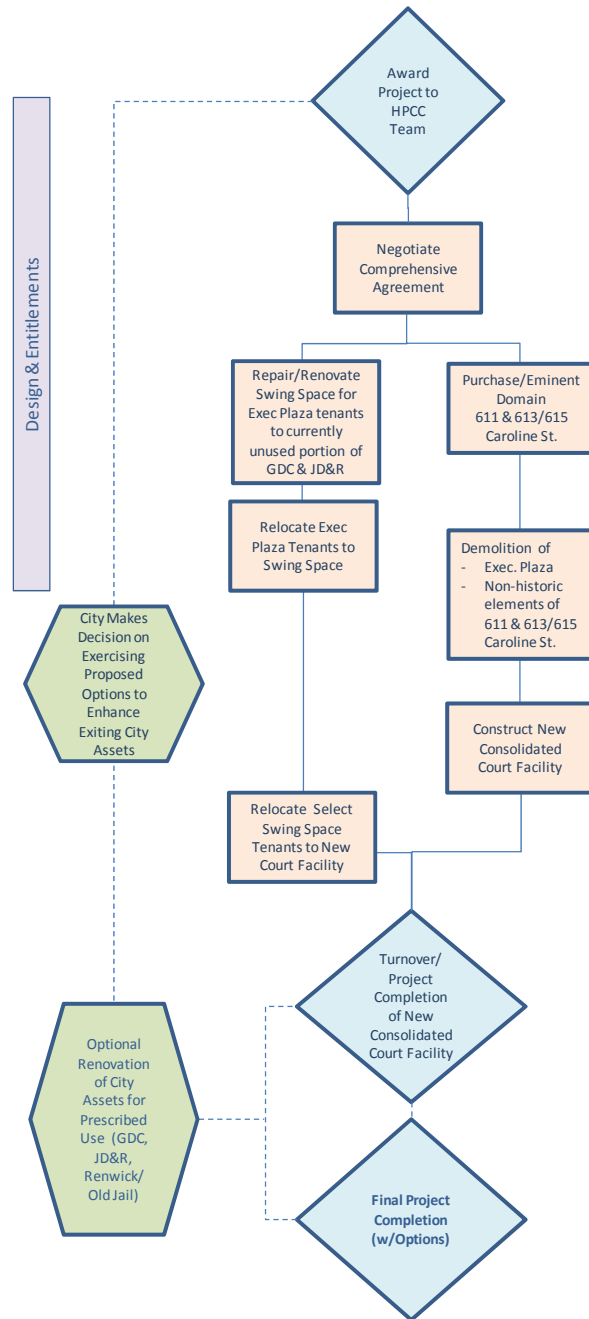 Award
Project to
HPCC
Team
Design & Entitlements
Negotiate
Comprehensive
Agreement
Repair/Renovate
Swing Space for
Exec Plaza tenants
to currently
unused portion of
GDC & JD&R
Purchase/Eminent
Domain
611 & 613/615
Caroline St.
Relocate Exec
Plaza Tenants to
Swing Space
Demolition of
- Exec. Plaza
- Non-historic
elements of
611 & 613/615
Caroline St.
City Makes
Decision on
Exercising
Proposed
Options to
Enhance
Exiting City
Assets
Construct New
Consolidated
Court Facility
Relocate Select
Swing Space
Tenants to New
Court Facility
Turnover/
Project
Completion
of New
Consolidated
Court Facility
Optional
Renovation
of City
Assets for
Prescribed
Use (GDC,
JD&R,
Renwick/
Old Jail)
Final Project
Completion
(w/Options)